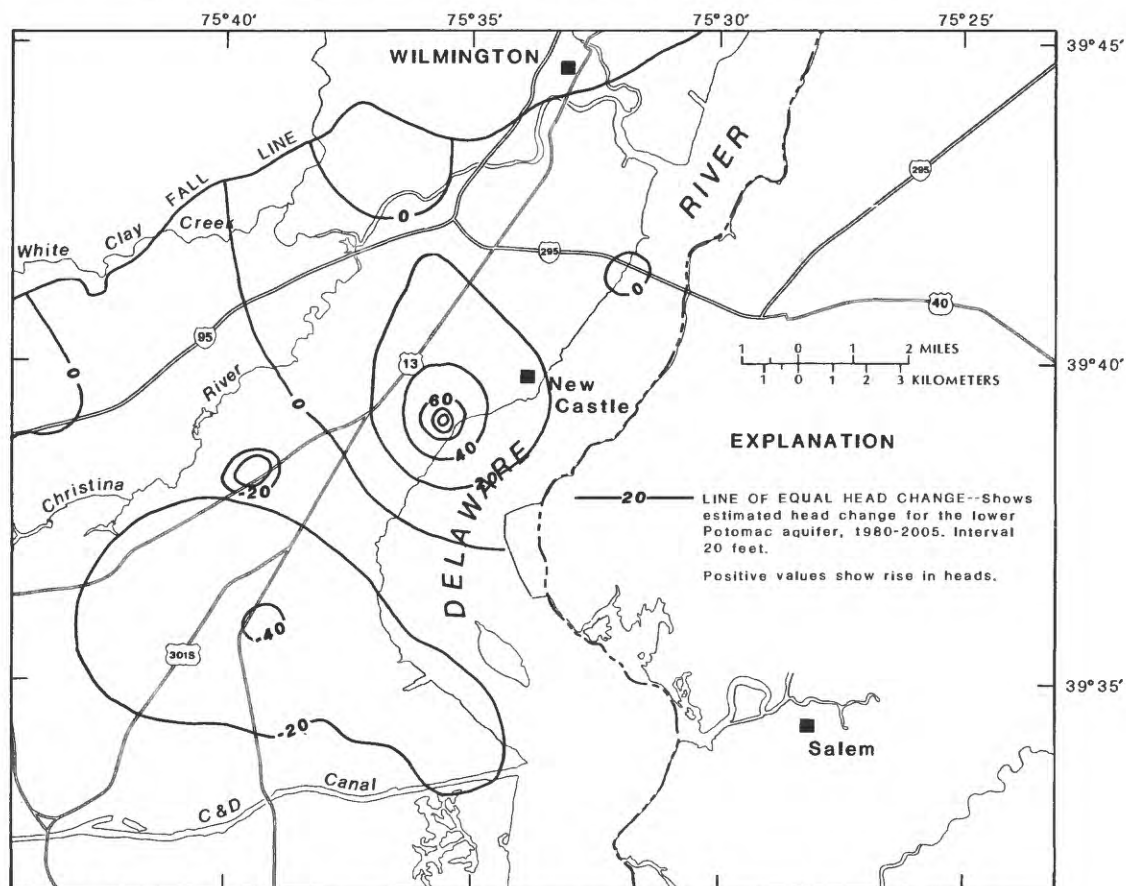 75°40′ 75°35′ 75°30′ 75°25′
39°45′
WILMINGTON
RIVER
FALL LINE
295
White Clay Creek
0
295
0
40
95
13
39°40′
1 0 1 2 MILES
1 0 1 2 3 KILOMETERS
0
River
0
New
Castle
60
40
20
EXPLANATION
-20
Christina
DELAWARE
20 LINE OF EQUAL HEAD CHANGE--Shows
estimated head change for the lower
Potomac aquifer, 1980-2005. Interval
20 feet.
Positive values show rise in heads.
-40
301S
39°35′
-20
Salem
C&D Canal